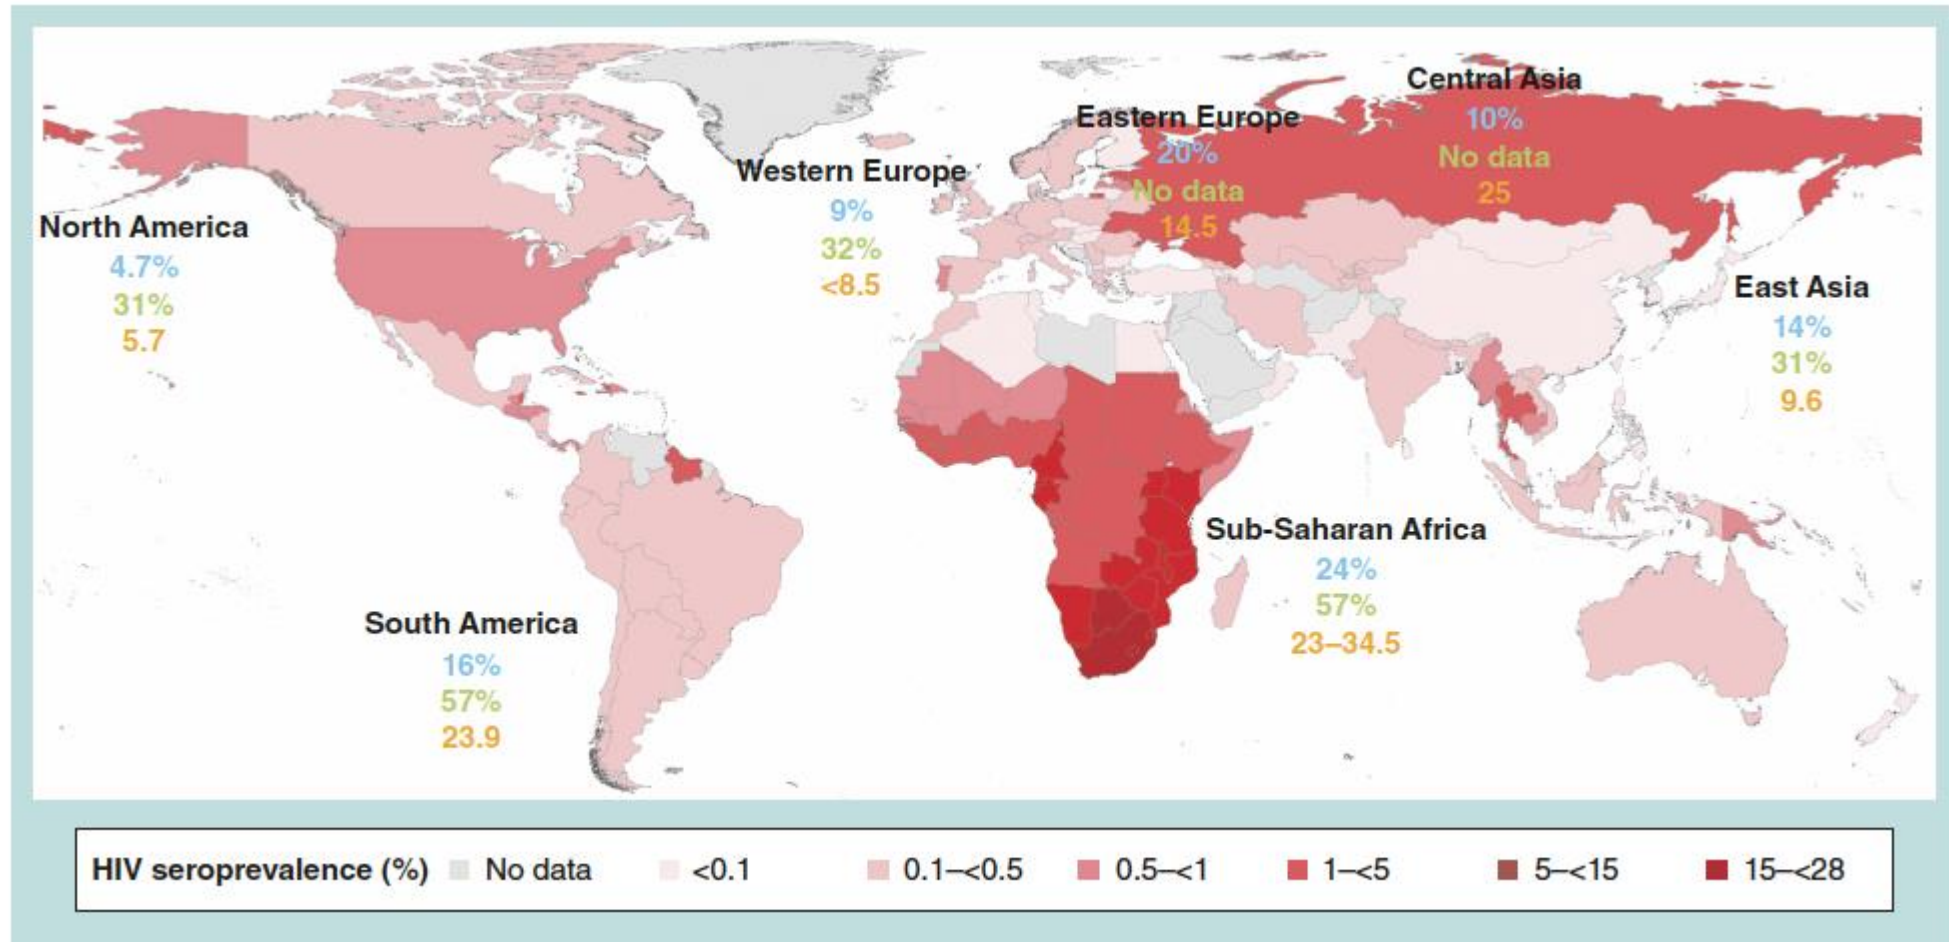 Central Asia
10%
No data
25
Eastern Europe
20%
No data
14.5
Western Europe
9%
32%
<8.5
North America
4.7%
31%
5.7
East Asia
14%
31%
9.6
Sub-Saharan Africa
24%
57%
23–34.5
South America
16%
57%
23.9
HIV seroprevalence (%) No data <0.1 0.1–<0.5 0.5–<1 1–<5 5–<15 15–<28